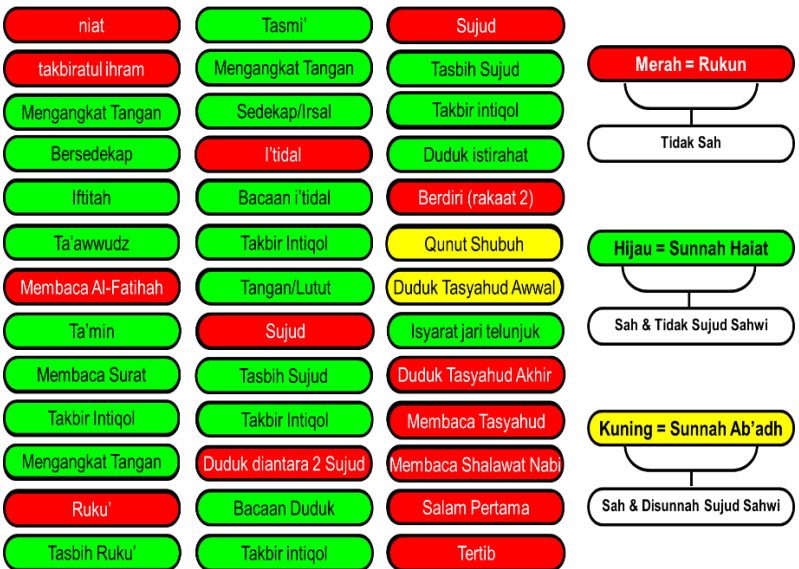 niat
takbiratul ihram
Mengangkat Tangan
Bersedekap
Iftitah
Ta'awwudz
Membaca Al-Fatihah
Ta'min
Membaca Surat
Takbir Intiqol
Mengangkat Tangan
Ruku'
Tasbih Ruku'
Tasmi'
Mengangkat Tangan
Sedekap/Irsal
I'tidal
Bacaan i'tidal
Takbir Intiqol
Tangan/Lutut
Sujud
Tasbih Sujud
Takbir Intiqol
Duduk diantara 2 Sujud
Bacaan Duduk
Takbir intiqol
Sujud
Tasbih Sujud
Takbir intiqol
Duduk istirahat
Berdiri (rakaat 2)
Qunut Shubuh
Duduk Tasyahud Awwal
Isyarat jari telunjuk
Duduk Tasyahud Akhir
Membaca Tasyahud
Membaca Shalawat Nabi
Salam Pertama
Tertib
Merah = Rukun
Tidak Sah
Hijau = Sunnah Haiat
Sah & Tidak Sujud Sahwi
Kuning = Sunnah Ab'adh
Sah & Disunnah Sujud Sahwi